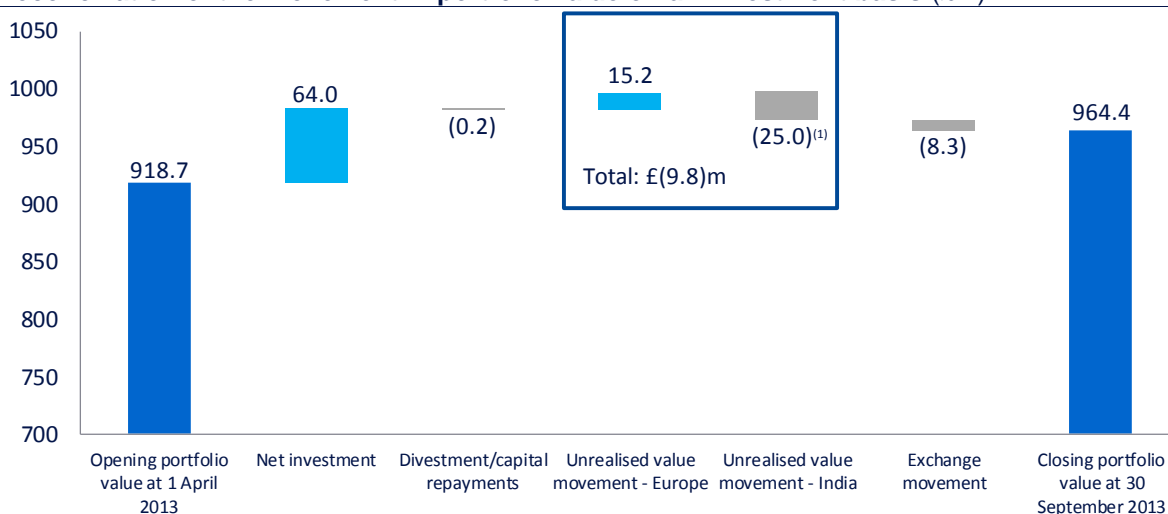 1050
1000
950
900
850
800
750
700
918.7
64.0
(0.2)
15.2
(25.0)(1)
Total: £(9.8)m
(8.3)
964.4
Opening portfolio
value at 1 April
2013
Net investment
Divestment/capital
repayments
Unrealised value
movement - Europe
Unrealised value
movement - India
Exchange
movement
Closing portfolio
value at 30
September 2013